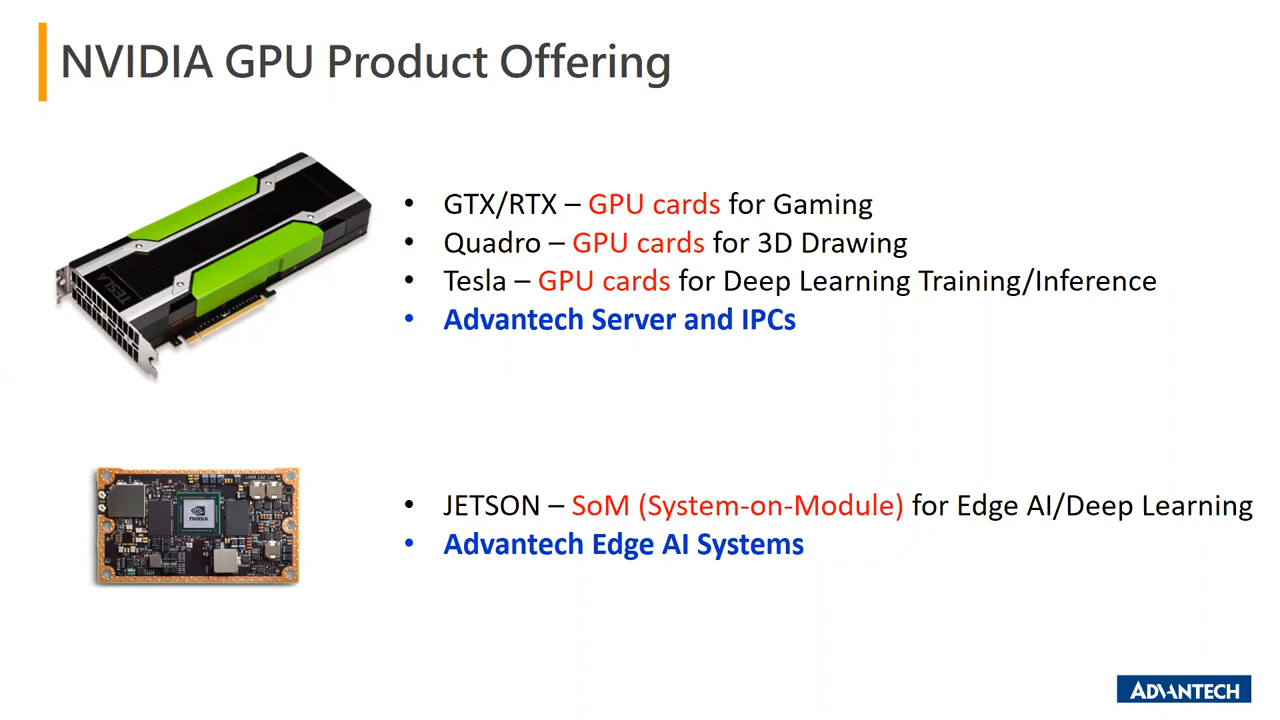 NVIDIA GPU Product Offering
TESLA
• GTX/RTX – GPU cards for Gaming
• Quadro – GPU cards for 3D Drawing
• Tesla – GPU cards for Deep Learning Training/Inference
• Advantech Server and IPCs
NVIDIA
• JETSON – SoM (System-on-Module) for Edge AI/Deep Learning
• Advantech Edge AI Systems
ADVANTECH